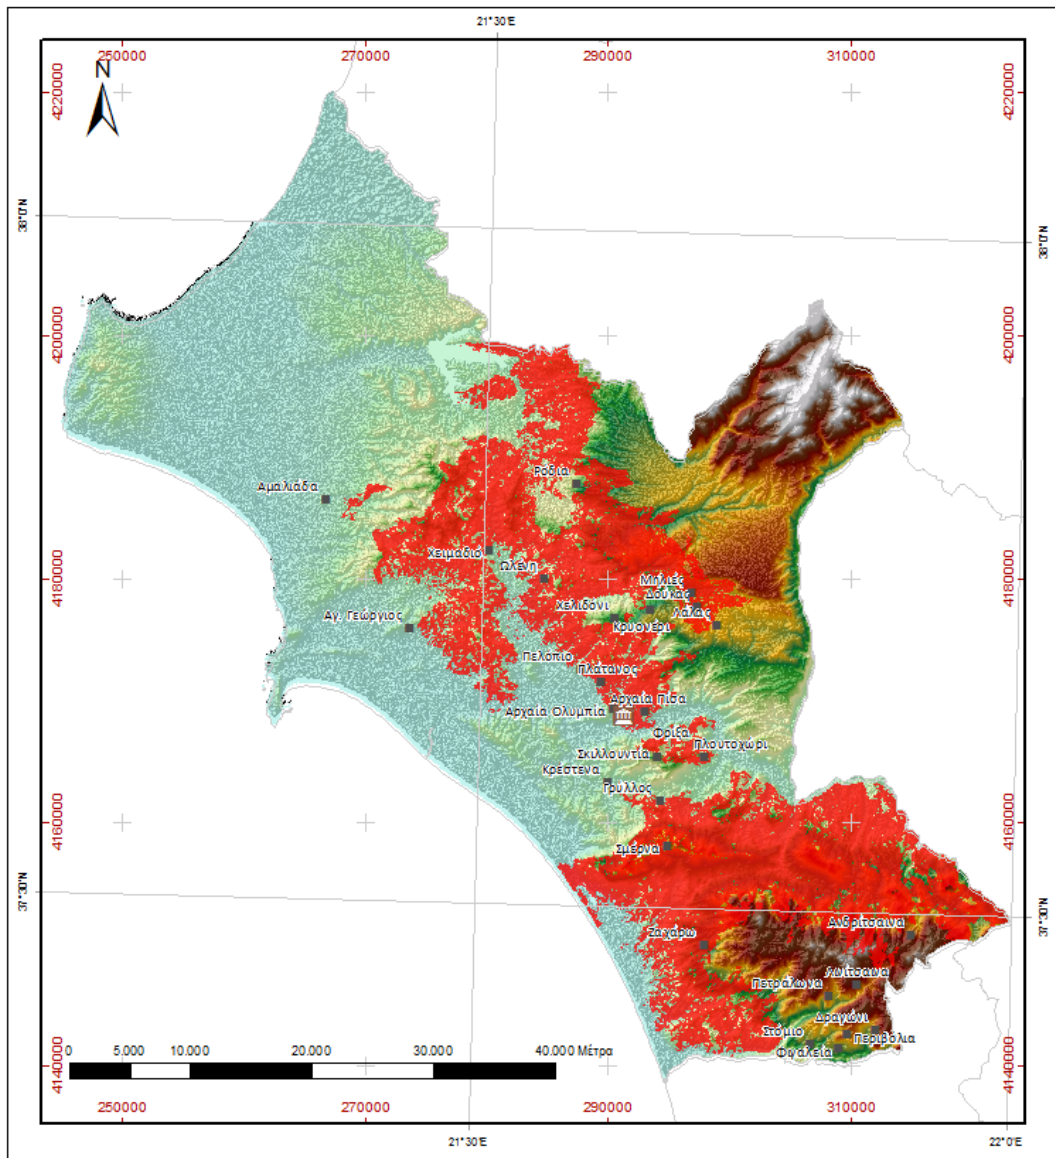 21°30'E
250000
270000
290000
310000
N
4220000
4220000
38°0'N
38°0'N
4200000
4200000
Ροδιά
Αμαλιάδα
Χειμαδιό
Ωλένη
4180000
4180000
Μηλιές
Δούκας
Λάλας
Χελιδόνι
Κρυονέρι
Αγ. Γεώργιος
Πελόπιο
Πλάτανος
Αρχαία Πίσα
Αρχαία Ολυμπία
Φρίξα
Πλουτοχώρι
Σκιλλουντία
Κρέστενα
Γρύλλος
4160000
4160000
Σμέρνα
37°30'N
37°30'N
Ανδρίτσαινα
Ζαχάρω
Λινίτσαινα
Πετράλωνα
Δραγώνι
Στόμιο
Περιβόλια
Φιγαλεία
0
5.000
10.000
20.000
30.000
40.000 Μέτρα
4140000
4140000
250000
270000
290000
310000
21°30'E
22°0'E